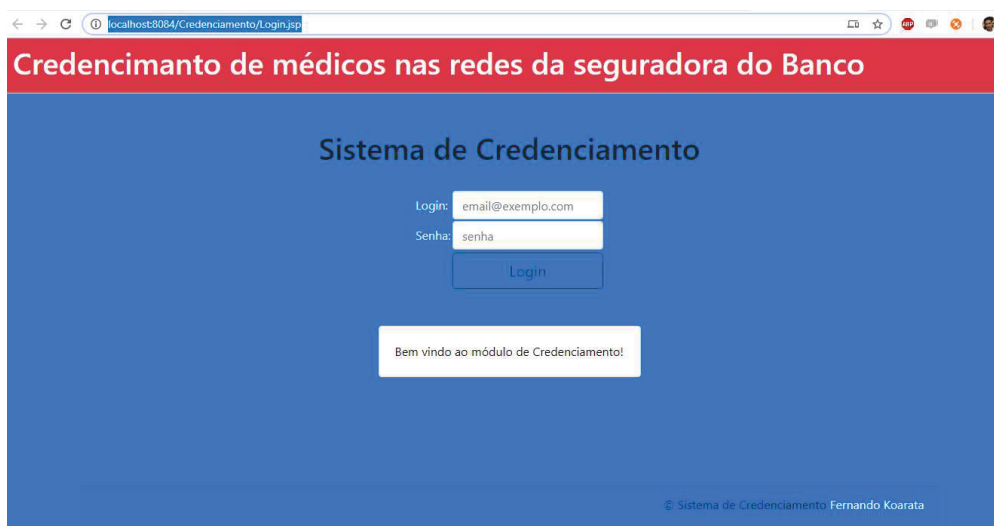 localhost:8084/Credenciamento/Login.jsp
ABP
Credencimanto de médicos nas redes da seguradora do Banco
Sistema de Credenciamento
Login: email@exemplo.com
Senha: senha
Login
Bem vindo ao módulo de Credenciamento!
© Sistema de Credenciamento Fernando Koarata